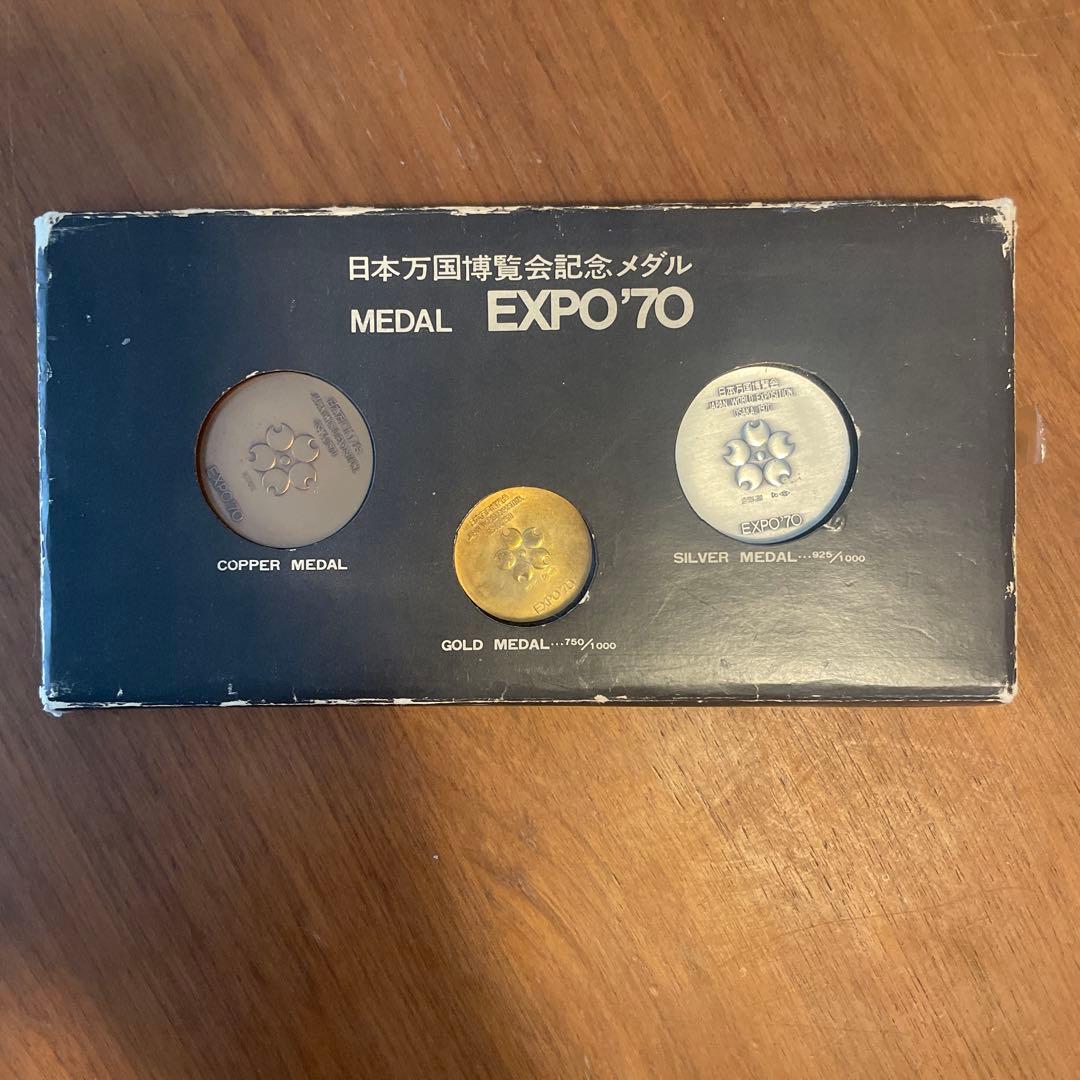 日本万国博覧会記念メダル
MEDAL EXPO'70
日本万国博覧会
JAPAN WORLD EXPOSITION
OSAKA 1970
EXPO'70
COPPER MEDAL
EXPO'70
GOLD MEDAL…750/1000
EXPO'70
SILVER MEDAL…925/1000